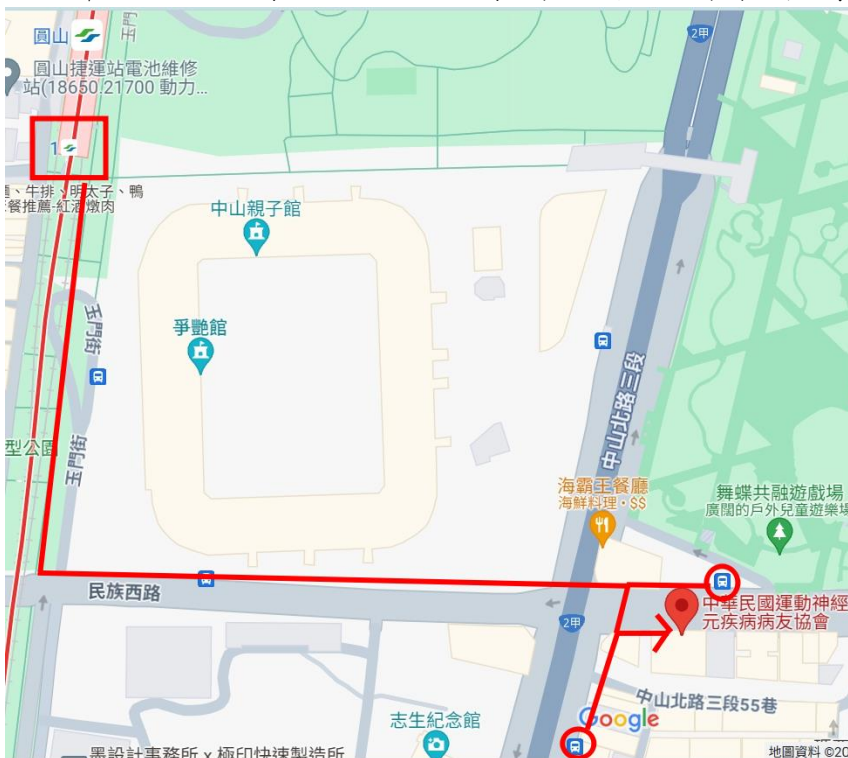 圓山
玉門
2甲
圓山捷運站電池維修
站(18650.21700 動力...
1
、牛排、明太子、鴨
餐推薦-紅酒燉肉
中山親子館
爭艷館
玉門街
中山北路三段
型公園
玉門街
海霸王餐廳
海鮮料理・$$
舞蝶共融遊戲場
廣闊的戶外兒童遊樂場
民族西路
2甲
中華民國運動神經
元疾病病友協會
中山北路三段55巷
Google
志生紀念館
墨設計事務所 x 極印快速製造所
地圖資料 ©20